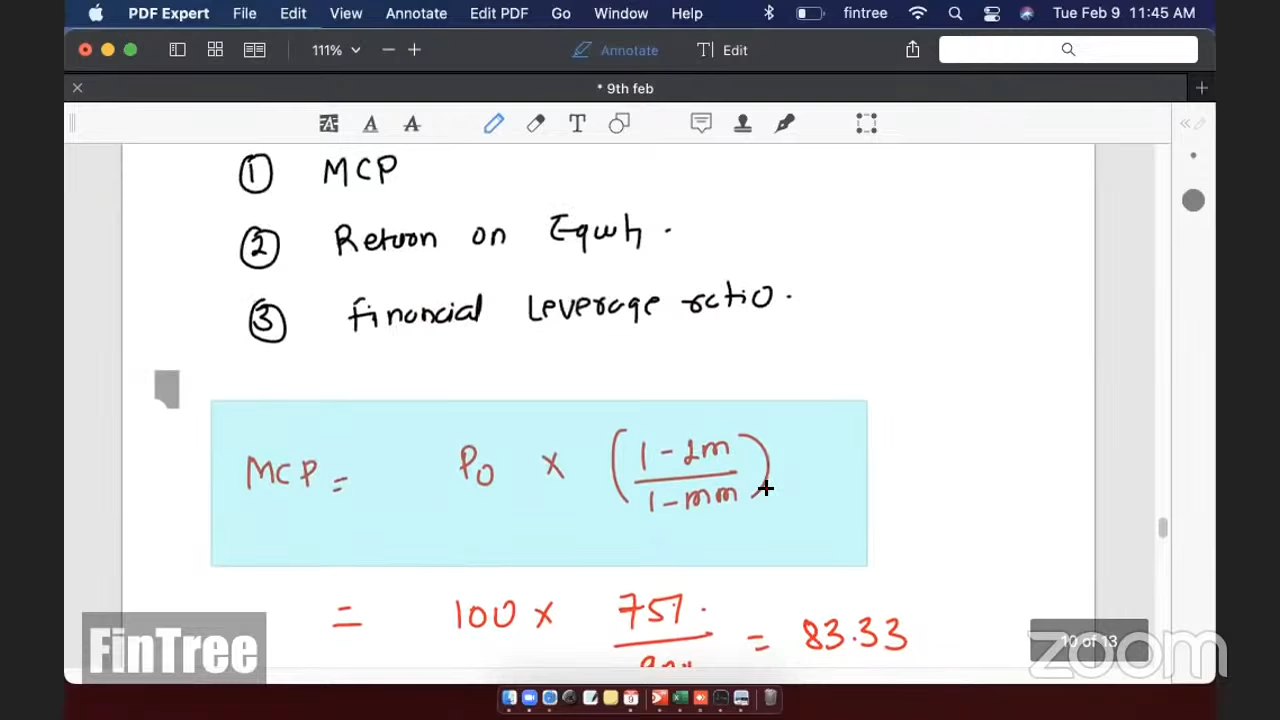 PDF Expert File Edit View Annotate Edit PDF Go Window Help fintree Tue Feb 9 11:45 AM
111% Annotate T Edit
* 9th feb
A A A T
1 MCP
2 Return on Equity.
3 Financial Leverage ratio.
MCP = P0 x (1-IM / 1-mm)
= 100 x 75% = 83.33
FinTree
10 of 13
zoom